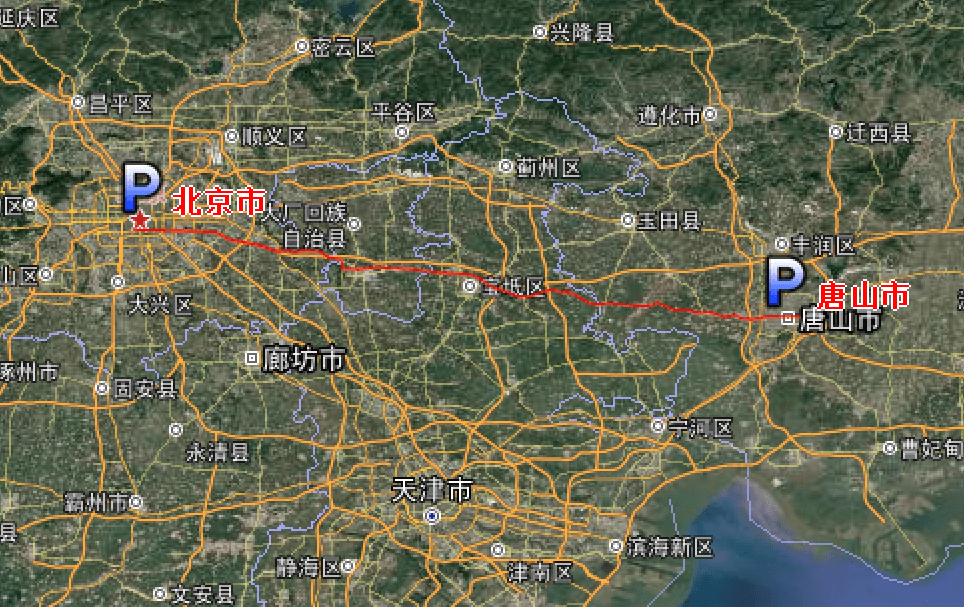 延庆区
兴隆县
密云区
昌平区
平谷区
遵化市
顺义区
迁西县
P
蓟州区
北京市
区
大厂回族
自治县
玉田县
丰润区
P
山区
宝坻区
唐山市
大兴区
唐山市
廊坊市
涿州市
固安县
宁河区
永清县
曹妃甸
天津市
霸州市
县
滨海新区
静海区
津南区
文安县